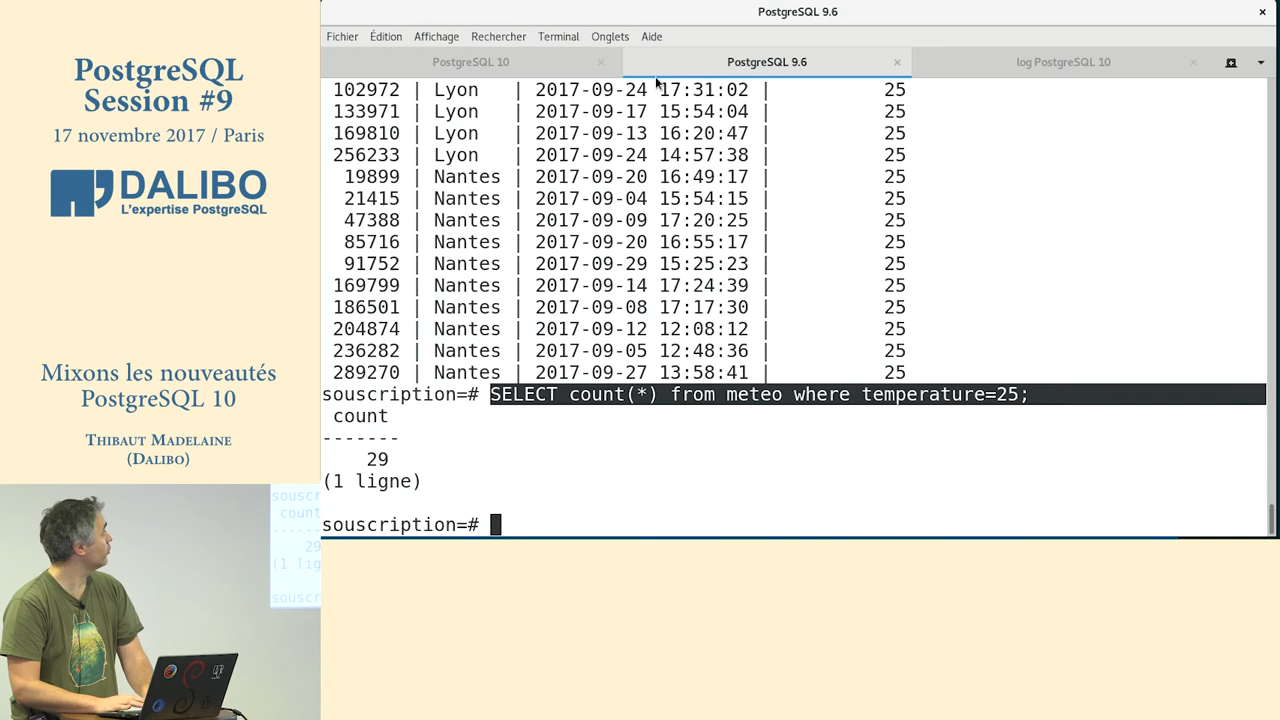 PostgreSQL
Session #9
17 novembre 2017 / Paris
DALIBO
L'expertise PostgreSQL
Mixons les nouveautés
PostgreSQL 10
THIBAUT MADELAINE
(DALIBO)
PostgreSQL 9.6
Fichier Édition Affichage Rechercher Terminal Onglets Aide
PostgreSQL 10 PostgreSQL 9.6 log PostgreSQL 10
102972 | Lyon | 2017-09-24 17:31:02 | 25
133971 | Lyon | 2017-09-17 15:54:04 | 25
169810 | Lyon | 2017-09-13 16:20:47 | 25
256233 | Lyon | 2017-09-24 14:57:38 | 25
19899 | Nantes | 2017-09-20 16:49:17 | 25
21415 | Nantes | 2017-09-04 15:54:15 | 25
47388 | Nantes | 2017-09-09 17:20:25 | 25
85716 | Nantes | 2017-09-20 16:55:17 | 25
91752 | Nantes | 2017-09-29 15:25:23 | 25
169799 | Nantes | 2017-09-14 17:24:39 | 25
186501 | Nantes | 2017-09-08 17:17:30 | 25
204874 | Nantes | 2017-09-12 12:08:12 | 25
236282 | Nantes | 2017-09-05 12:48:36 | 25
289270 | Nantes | 2017-09-27 13:58:41 | 25
souscription=# SELECT count(*) from meteo where temperature=25;
count
-------
29
(1 ligne)
souscription=#
souscr
count
-------
29
(1 lig
souscr